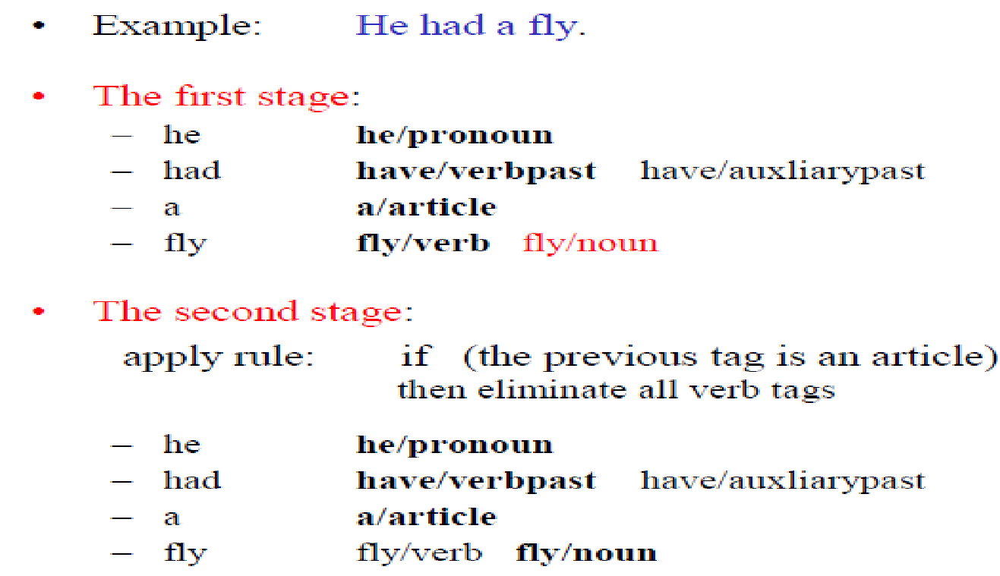 • Example: He had a fly.
• The first stage:
– he he/pronoun
– had have/verbpast have/auxliarypast
– a a/article
– fly fly/verb fly/noun
• The second stage:
apply rule: if (the previous tag is an article)
then eliminate all verb tags
– he he/pronoun
– had have/verbpast have/auxliarypast
– a a/article
– fly fly/verb fly/noun